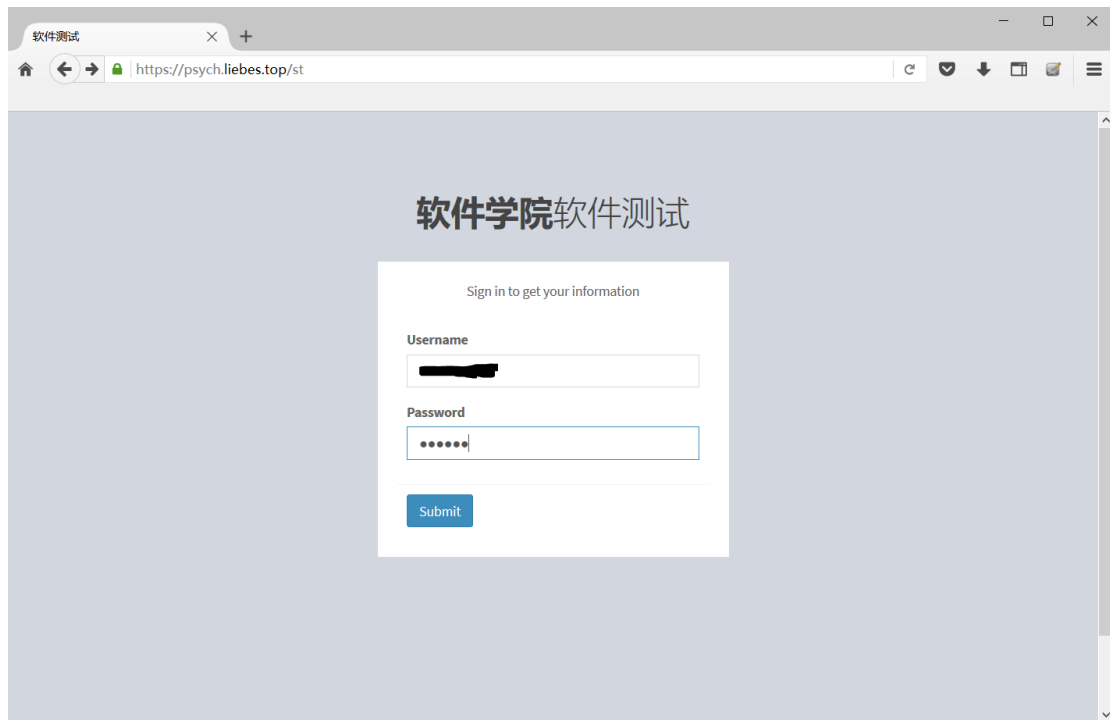 软件测试
https://psych.liebes.top/st
软件学院软件测试
Sign in to get your information
Username
Password
••••••
Submit